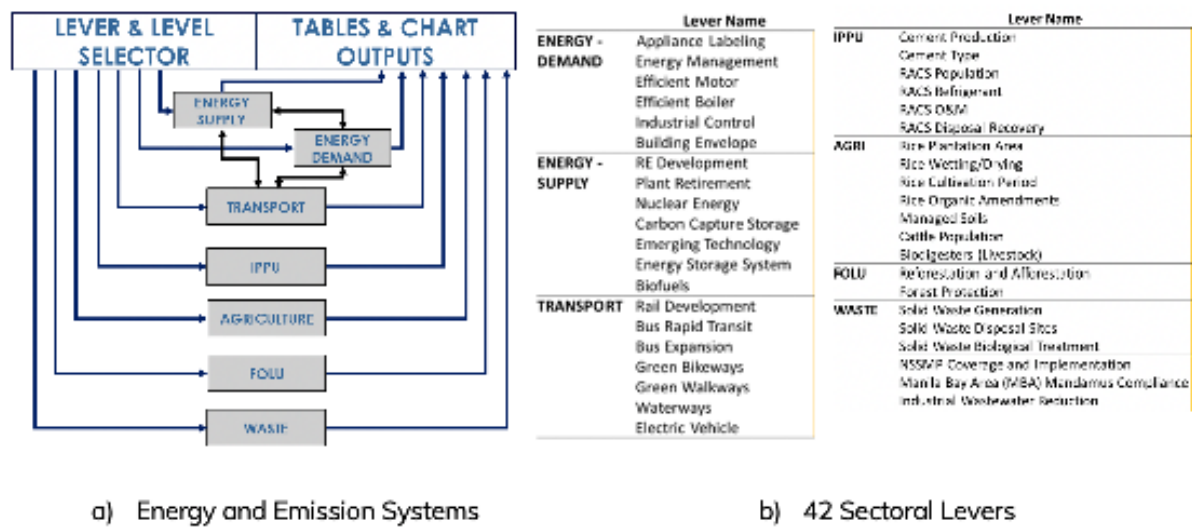 LEVER & LEVEL
SELECTOR
TABLES & CHART
OUTPUTS
ENERGY
SUPPLY
ENERGY
DEMAND
TRANSPORT
IPPU
AGRICULTURE
FOLU
WASTE
a) Energy and Emission Systems
Lever Name
ENERGY - Appliance Labeling
DEMAND Energy Management
Efficient Motor
Efficient Boiler
Industrial Control
Building Envelope
ENERGY - RE Development
SUPPLY Plant Retirement
Nuclear Energy
Carbon Capture Storage
Emerging Technology
Energy Storage System
Biofuels
TRANSPORT Rail Development
Bus Rapid Transit
Bus Expansion
Green Bikeways
Green Walkways
Waterways
Electric Vehicle
Lever Name
IPPU Cement Production
Cement Type
RACS Population
RACS Refrigerant
RACS O&M
RACS Disposal Recovery
AGRI Rice Plantation Area
Rice Wetting/Drying
Rice Cultivation Period
Rice Organic Amendments
Managed Soils
Cattle Population
Biodigesters (Livestock)
FOLU Reforestation and Afforestation
Forest Protection
WASTE Solid Waste Generation
Solid Waste Disposal Sites
Solid Waste Biological Treatment
NSSMP Coverage and Implementation
Manila Bay Area (MBA) Mandamus Compliance
Industrial Wastewater Reduction
b) 42 Sectoral Levers